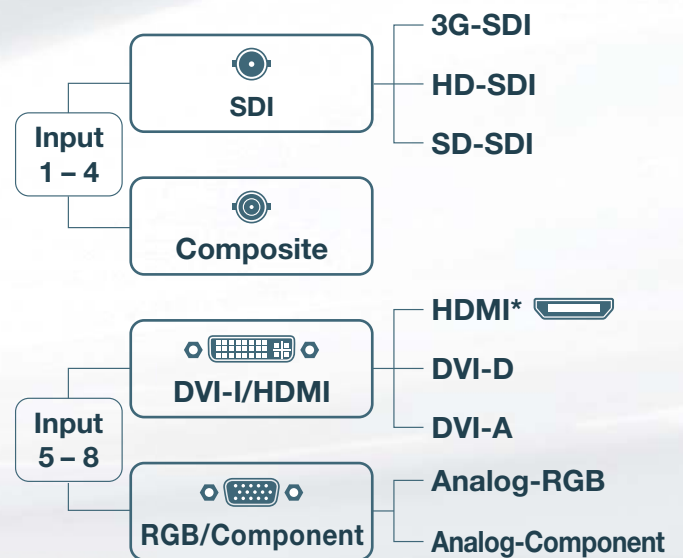 3G-SDI
SDI
HD-SDI
SD-SDI
Input
1 – 4
Composite
HDMI*
DVI-I/HDMI
DVI-D
DVI-A
Input
5 – 8
RGB/Component
Analog-RGB
Analog-Component